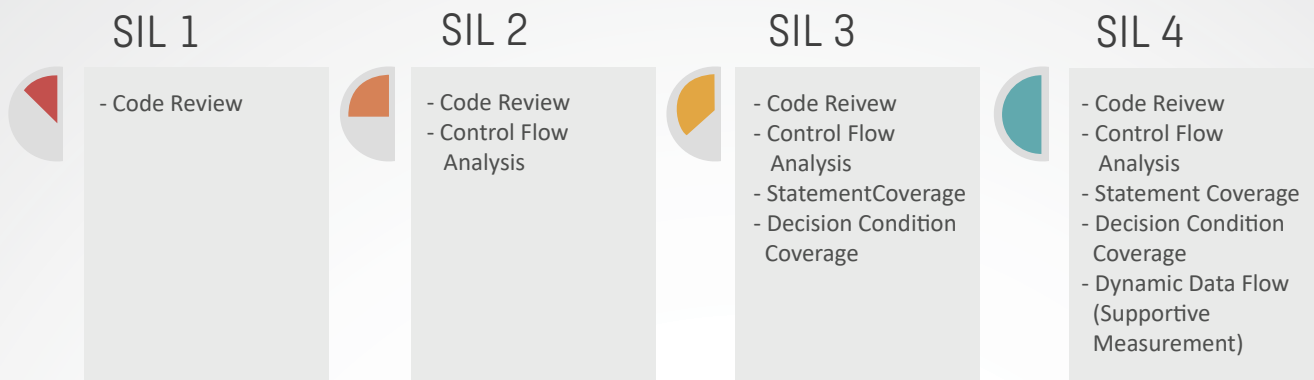 SIL 1
- Code Review
SIL 2
- Code Review
- Control Flow
Analysis
SIL 3
- Code Reivew
- Control Flow
Analysis
- StatementCoverage
- Decision Condition
Coverage
SIL 4
- Code Reivew
- Control Flow
Analysis
- Statement Coverage
- Decision Condition
Coverage
- Dynamic Data Flow
(Supportive
Measurement)